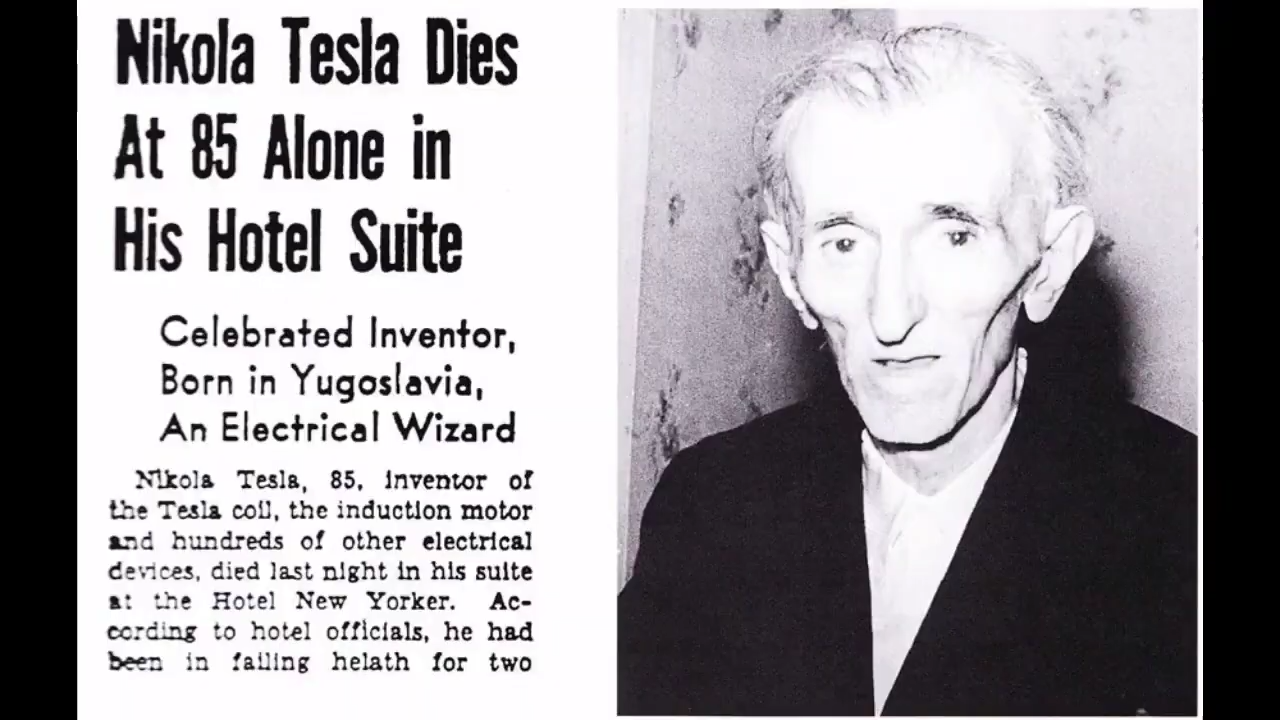 Nikola Tesla Dies
At 85 Alone in
His Hotel Suite
Celebrated Inventor,
Born in Yugoslavia,
An Electrical Wizard
Nikola Tesla, 85, inventor of
the Tesla coil, the induction motor
and hundreds of other electrical
devices, died last night in his suite
at the Hotel New Yorker. Ac-
cording to hotel officials, he had
been in failing helath for two